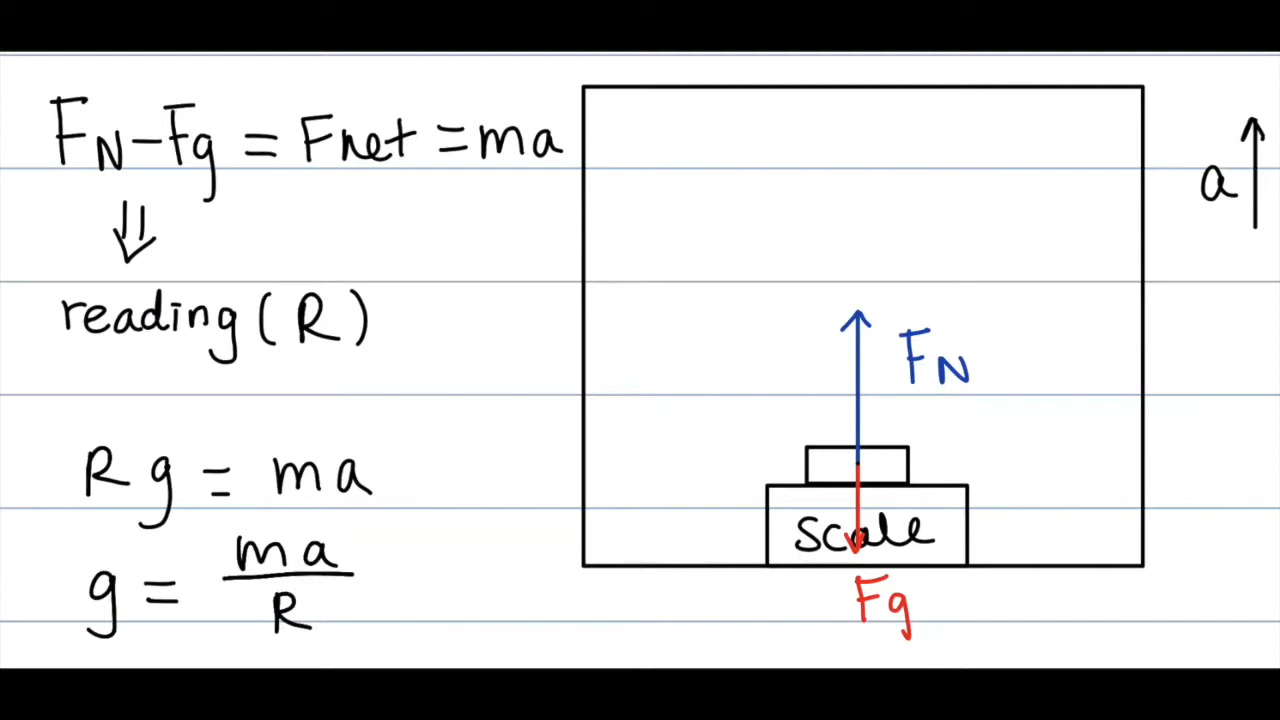 FN-Fg = Fnet = ma
⇓
reading (R)
Rg = ma
g = ma/R
a
FN
scale
Fg